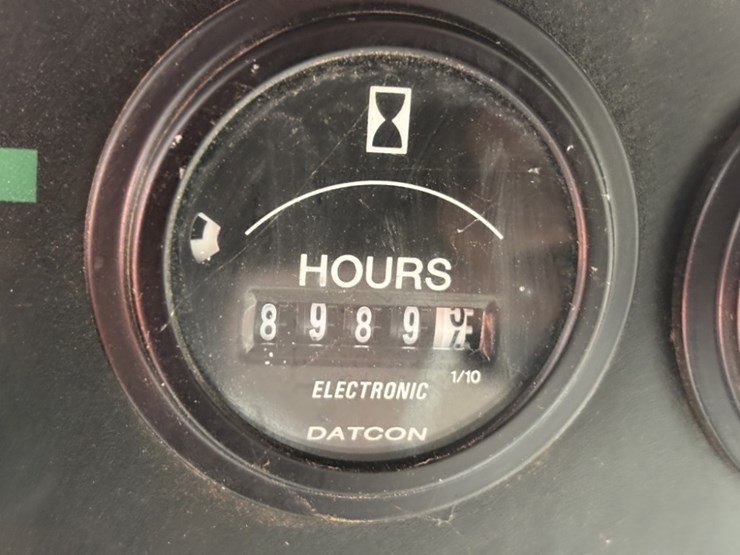 HOURS
8989
1/10
ELECTRONIC
DATCON